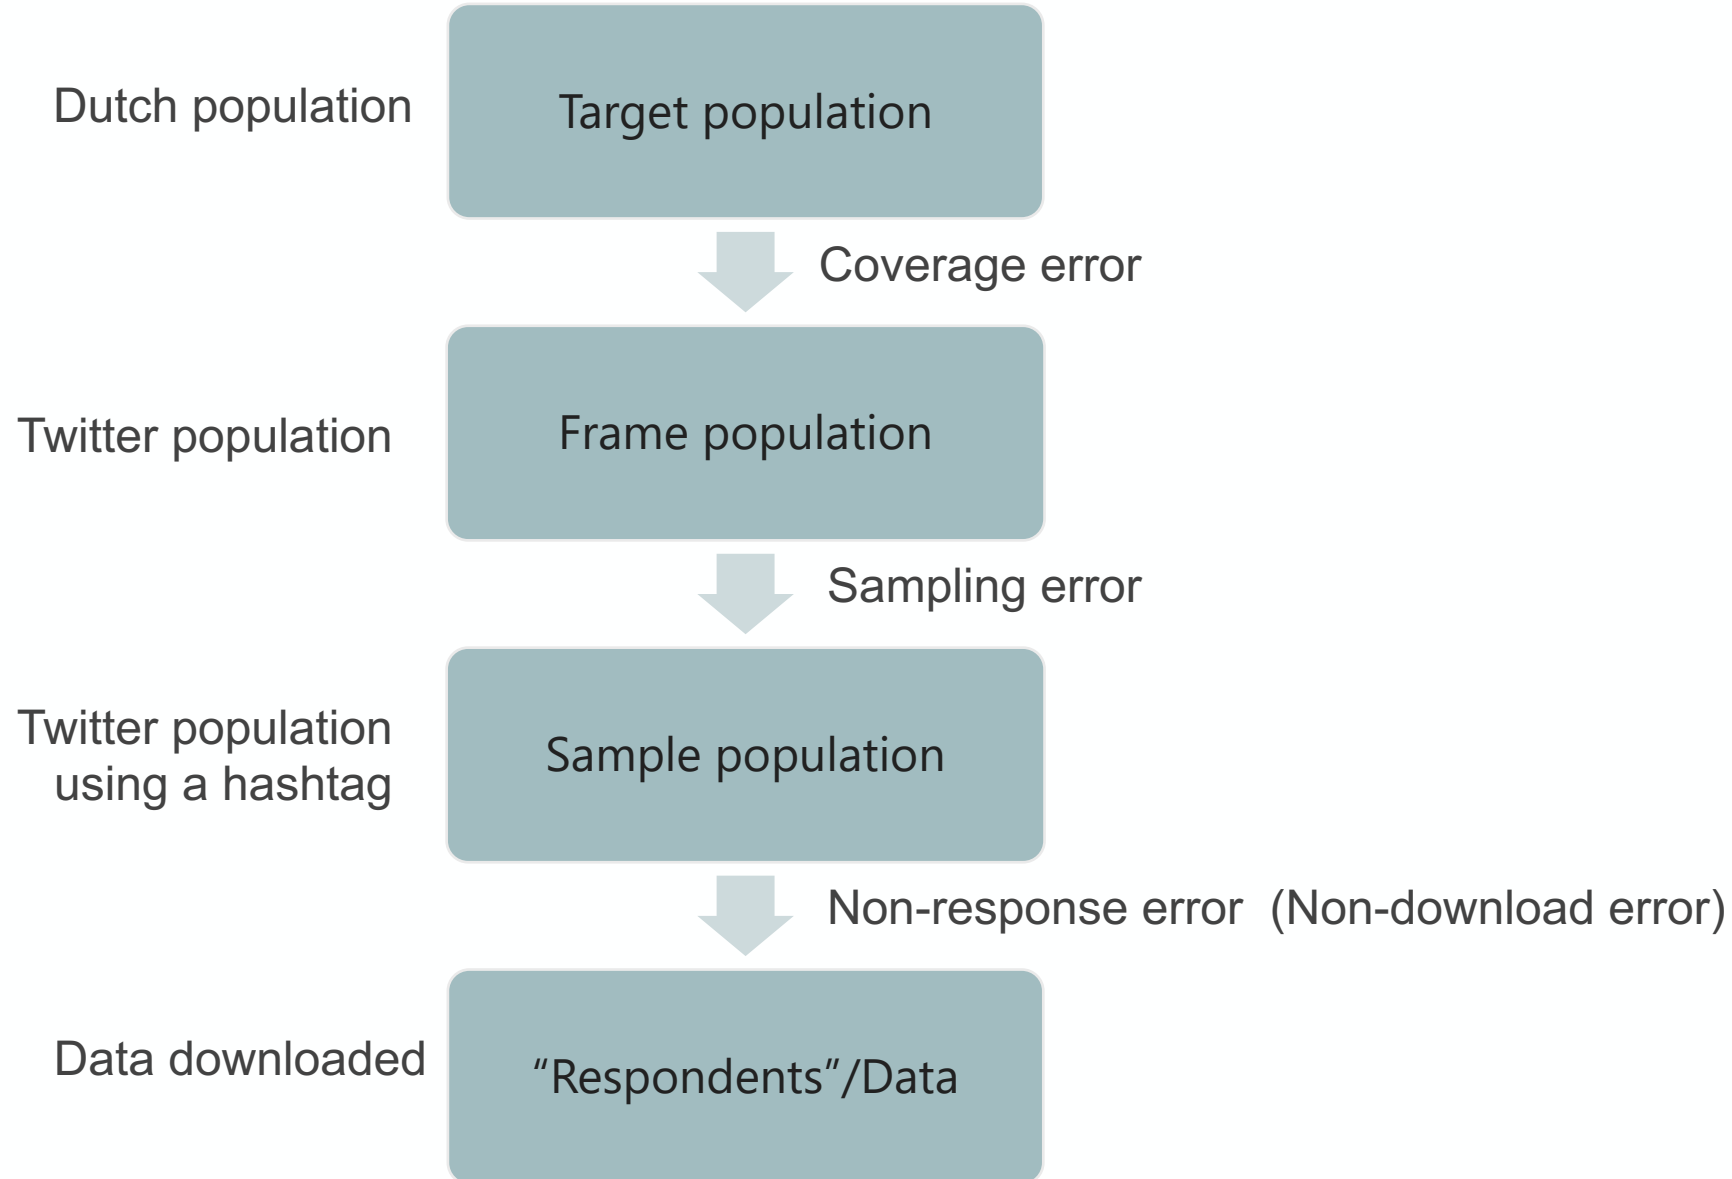 Dutch population
Target population
Coverage error
Twitter population
Frame population
Sampling error
Twitter population
using a hashtag
Sample population
Non-response error  (Non-download error)
Data downloaded
“Respondents”/Data